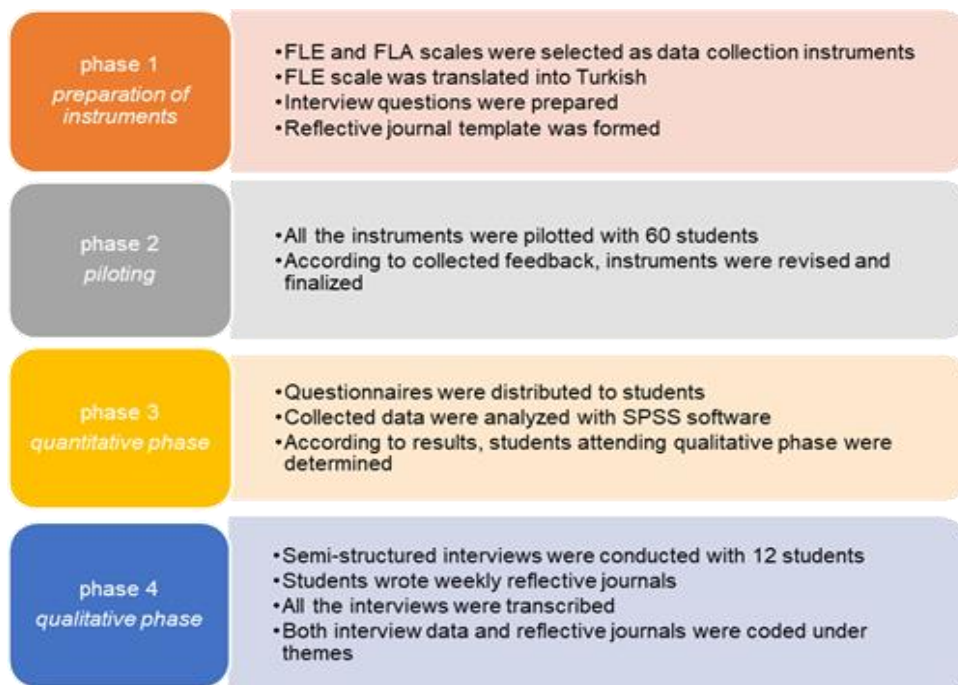 phase 1
preparation of
instruments
•FLE and FLA scales were selected as data collection instruments
•FLE scale was translated into Turkish
•Interview questions were prepared
•Reflective journal template was formed
phase 2
piloting
•All the instruments were pilotted with 60 students
•According to collected feedback, instruments were revised and
finalized
phase 3
quantitative phase
•Questionnaires were distributed to students
•Collected data were analyzed with SPSS software
•According to results, students attending qualitative phase were
determined
phase 4
qualitative phase
•Semi-structured interviews were conducted with 12 students
•Students wrote weekly reflective journals
•All the interviews were transcribed
•Both interview data and reflective journals were coded under
themes